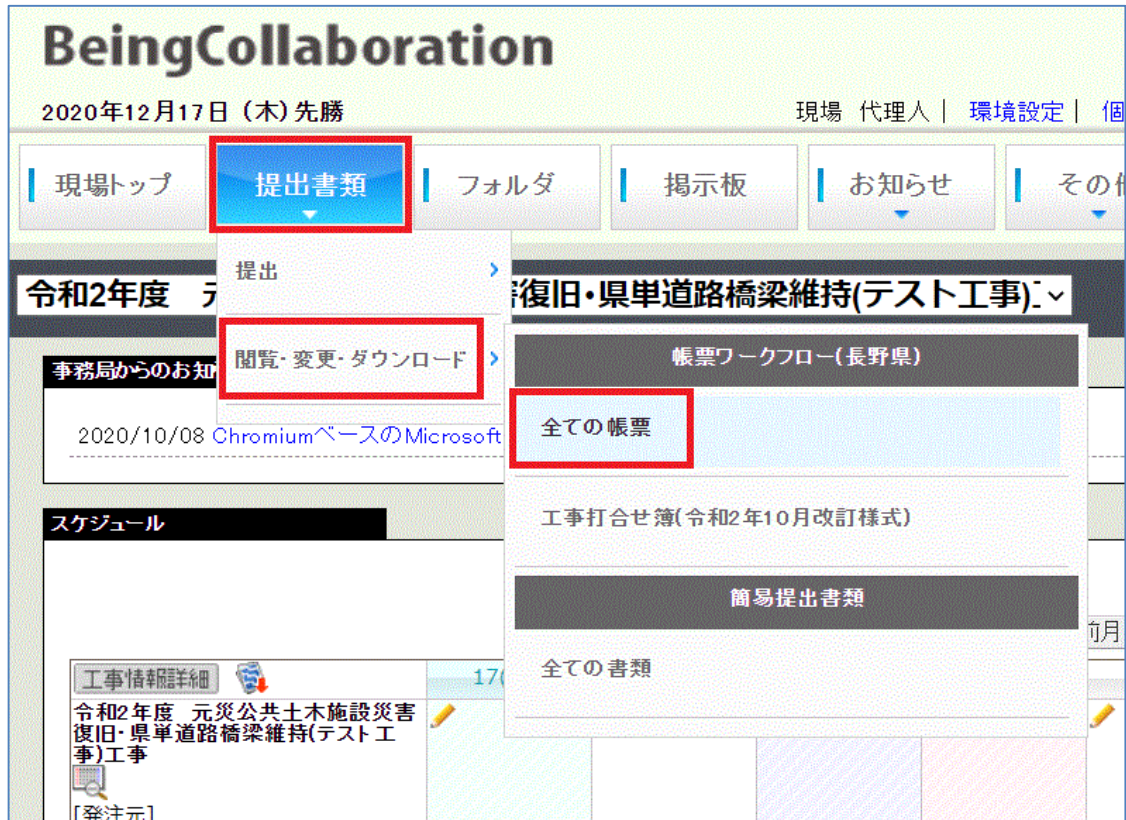 BeingCollaboration
2020年12月17日 (木)先勝
現場 代理人│ 環境設定│ 個
現場トップ 提出書類 フォルダ 掲示板 お知らせ その
提出
令和2年度 害復旧・県単道路橋梁維持(テスト工事)工
閲覧・変更・ダウンロード
帳票ワークフロー(長野県)
事務局からのお知
全ての帳票
2020/10/08 ChromiumベースのMicrosoft
工事打合せ簿(令和2年10月改訂様式)
スケジュール
簡易提出書類
前月
全ての書類
工事情報詳細
17(
令和2年度 元災公共土木施設災害
復旧・県単道路橋梁維持(テスト工
事)工事
[発注元]